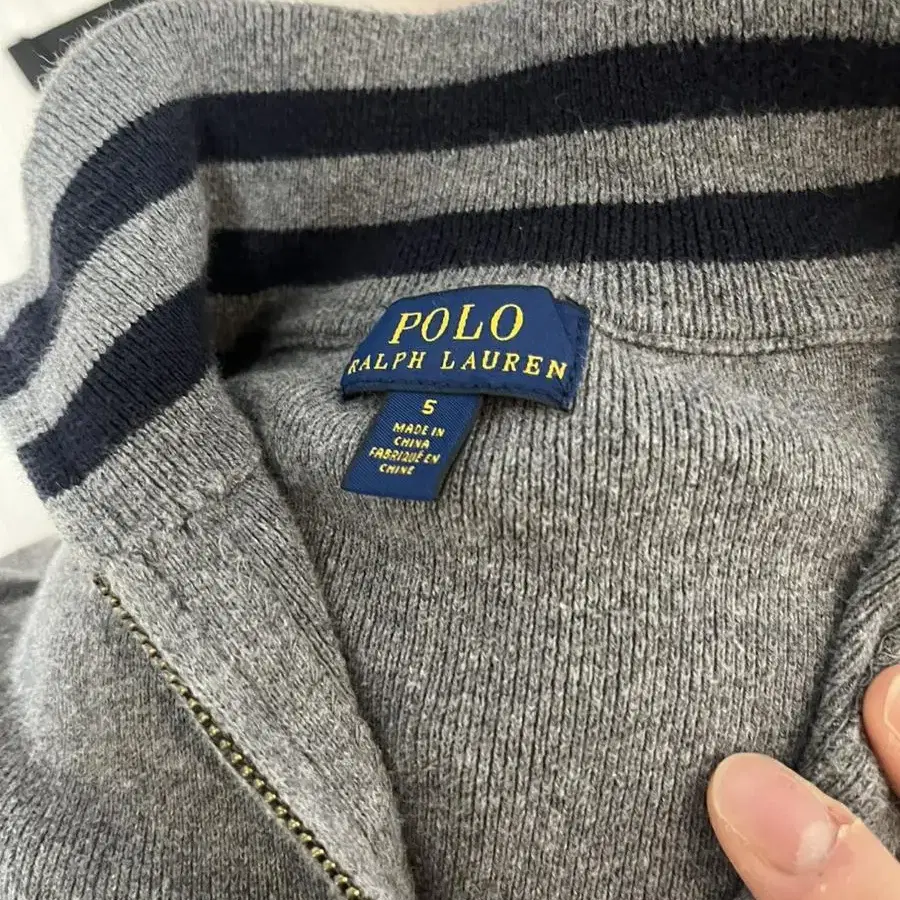 POLO
RALPH LAUREN
5
MADE IN
CHINA
FABRIQUÉ EN
CHINE